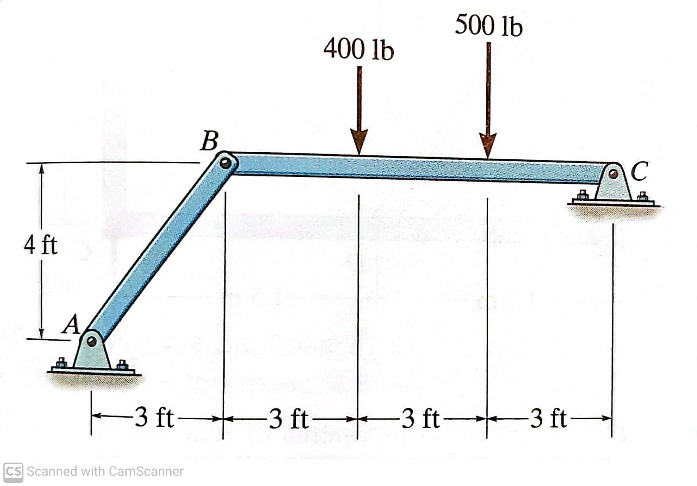 500 lb
400 lb
B
C
4 ft
A
3 ft
3 ft
3 ft
3 ft
CS Scanned with CamScanner